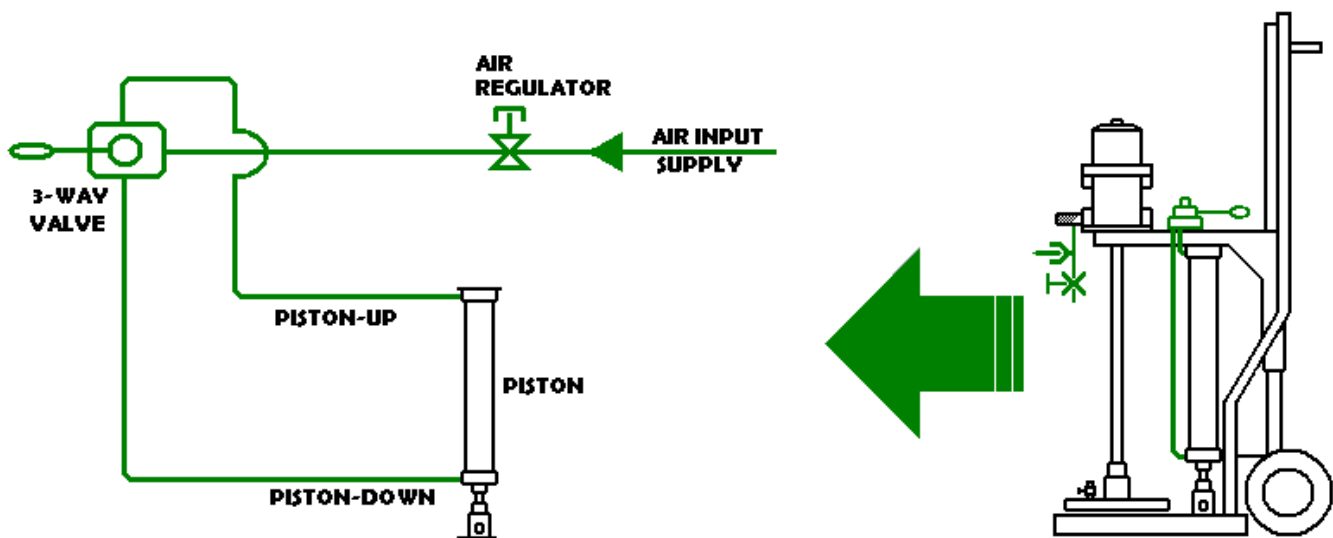 AIR
REGULATOR
AIR INPUT
SUPPLY
3-WAY
VALVE
PISTON-UP
PISTON
PISTON-DOWN